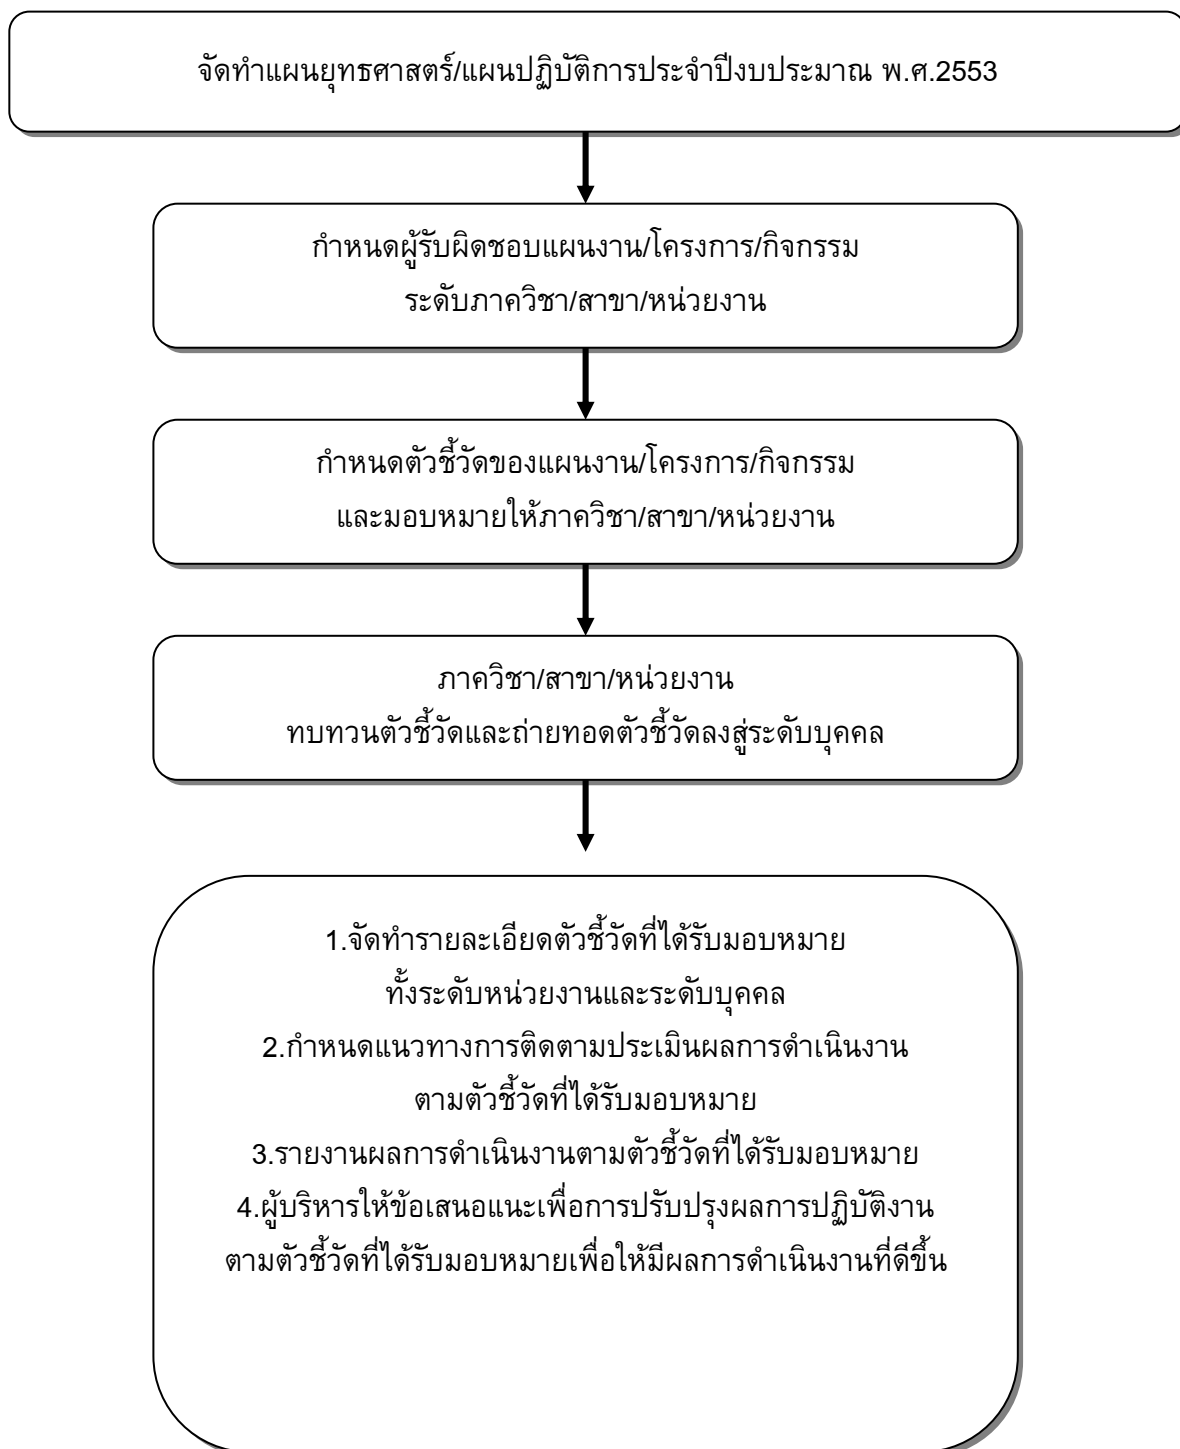 จัดทำแผนยุทธศาสตร์/แผนปฏิบัติการประจำปีงบประมาณ พ.ศ.2553
กำหนดผู้รับผิดชอบแผนงาน/โครงการ/กิจกรรม
ระดับภาควิชา/สาขา/หน่วยงาน
กำหนดตัวชี้วัดของแผนงาน/โครงการ/กิจกรรม
และมอบหมายให้ภาควิชา/สาขา/หน่วยงาน
ภาควิชา/สาขา/หน่วยงาน
ทบทวนตัวชี้วัดและถ่ายทอดตัวชี้วัดลงสู่ระดับบุคคล
1.จัดทำรายละเอียดตัวชี้วัดที่ได้รับมอบหมาย
ทั้งระดับหน่วยงานและระดับบุคคล
2.กำหนดแนวทางการติดตามประเมินผลการดำเนินงาน
ตามตัวชี้วัดที่ได้รับมอบหมาย
3.รายงานผลการดำเนินงานตามตัวชี้วัดที่ได้รับมอบหมาย
4.ผู้บริหารให้ข้อเสนอแนะเพื่อการปรับปรุงผลการปฏิบัติงาน
ตามตัวชี้วัดที่ได้รับมอบหมายเพื่อให้มีผลการดำเนินงานที่ดีขึ้น